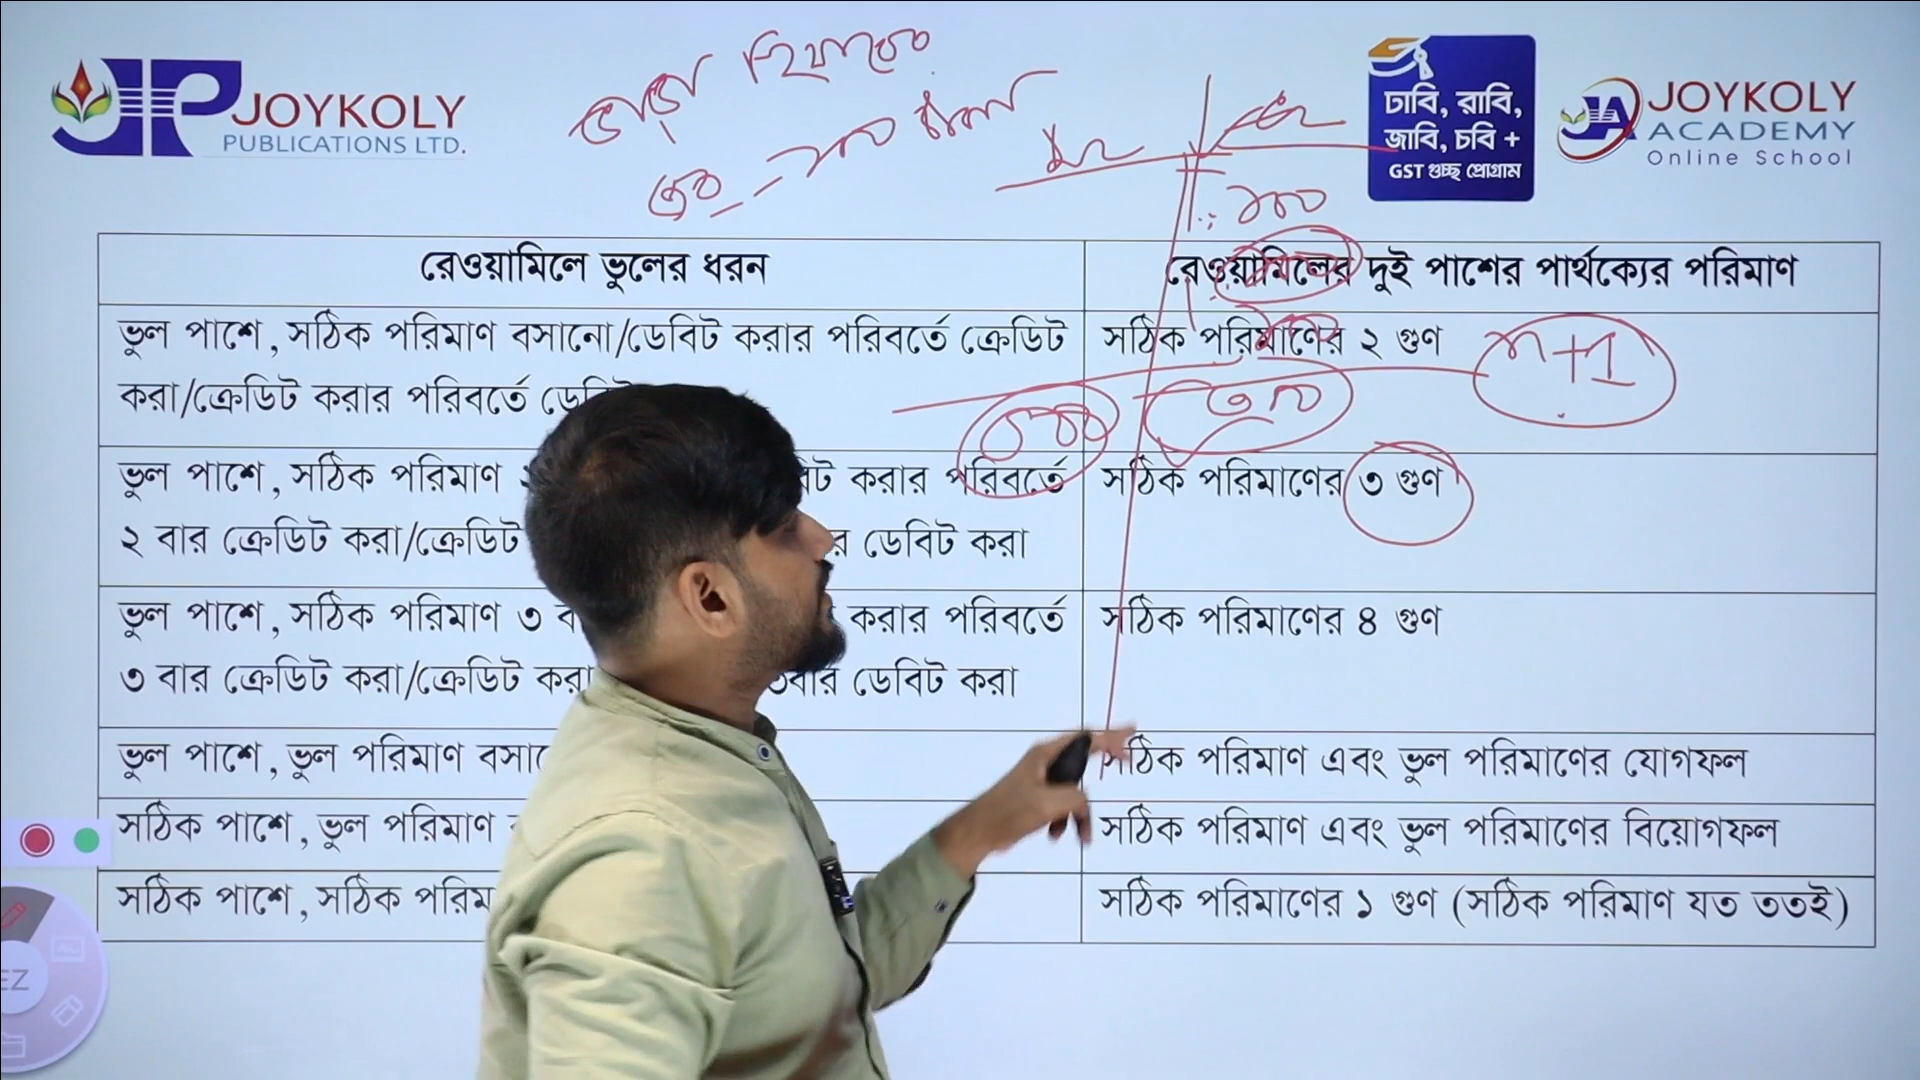 JOYKOLY
PUBLICATIONS LTD.
ঢাবি, রাবি,
জাবি, চবি +
GST গুচ্ছ প্রোগ্রাম
JOYKOLY
ACADEMY
Online School
রেওয়ামিলে ভুলের ধরন
রেওয়ামিলের দুই পাশের পার্থক্যের পরিমাণ
ভুল পাশে, সঠিক পরিমাণ বসানো/ডেবিট করার পরিবর্তে ক্রেডিট
করা/ক্রেডিট করার পরিবর্তে
সঠিক পরিমাণের ২ গুণ
n+1
ভুল পাশে, সঠিক পরিমাণ করার পরিবর্তে
২ বার ক্রেডিট করা/ক্রেডিট ডেবিট করা
সঠিক পরিমাণের ৩ গুণ
ভুল পাশে, সঠিক পরিমাণ ৩ করার পরিবর্তে
৩ বার ক্রেডিট করা/ক্রেডিট করা ৩বার ডেবিট করা
সঠিক পরিমাণের ৪ গুণ
ভুল পাশে, ভুল পরিমাণ
সঠিক পরিমাণ এবং ভুল পরিমাণের যোগফল
সঠিক পাশে, ভুল পরিমাণ
সঠিক পরিমাণ এবং ভুল পরিমাণের বিয়োগফল
সঠিক পাশে, সঠিক
সঠিক পরিমাণের ১ গুণ (সঠিক পরিমাণ যত ততই)
EZ